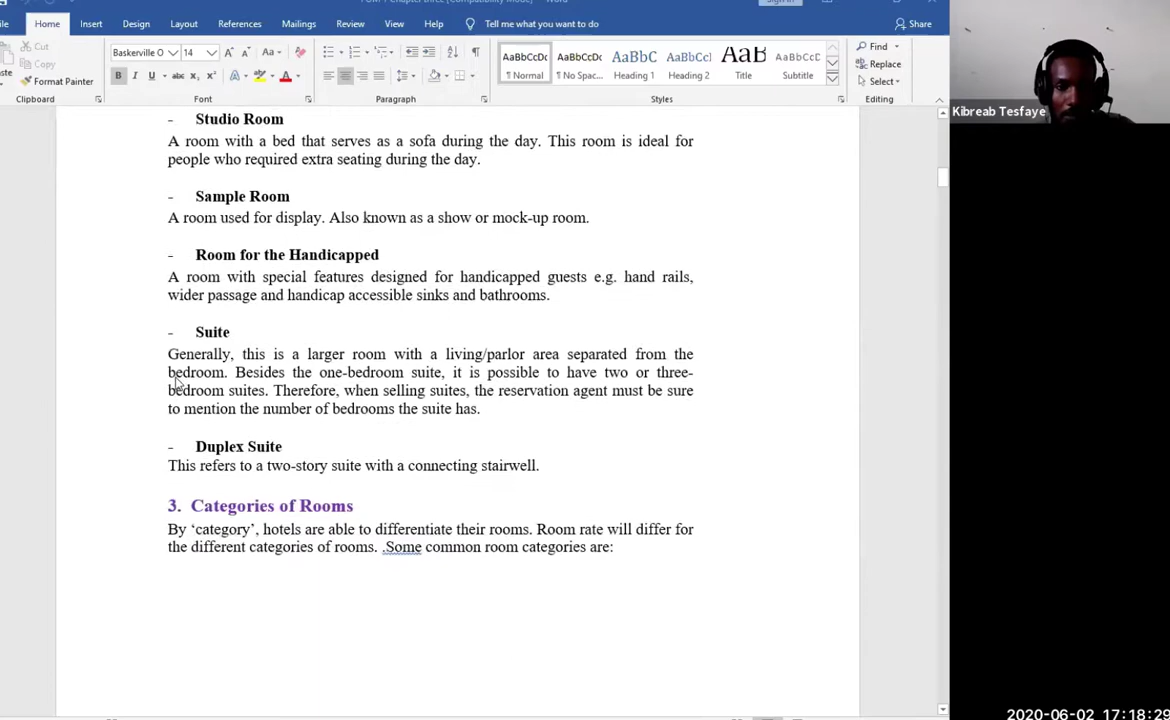 Home Insert Design Layout References Mailings Review View Help Tell me what you want to do Share
Cut
Copy
Format Painter
Clipboard
Baskerville O 14
Font
Paragraph
AaBbCcDc AaBbCcDc AaBbC AaBbCcD AaB AaBbCcD
¶ Normal ¶ No Spac... Heading 1 Heading 2 Title Subtitle
Styles
Find
Replace
Select
Editing
Kibreab Tesfaye
- Studio Room
A room with a bed that serves as a sofa during the day. This room is ideal for
people who required extra seating during the day.
- Sample Room
A room used for display. Also known as a show or mock-up room.
- Room for the Handicapped
A room with special features designed for handicapped guests e.g. hand rails,
wider passage and handicap accessible sinks and bathrooms.
- Suite
Generally, this is a larger room with a living/parlor area separated from the
bedroom. Besides the one-bedroom suite, it is possible to have two or three-
bedroom suites. Therefore, when selling suites, the reservation agent must be sure
to mention the number of bedrooms the suite has.
- Duplex Suite
This refers to a two-story suite with a connecting stairwell.
3. Categories of Rooms
By ‘category’, hotels are able to differentiate their rooms. Room rate will differ for
the different categories of rooms. .Some common room categories are:
2020-06-02 17:18:29